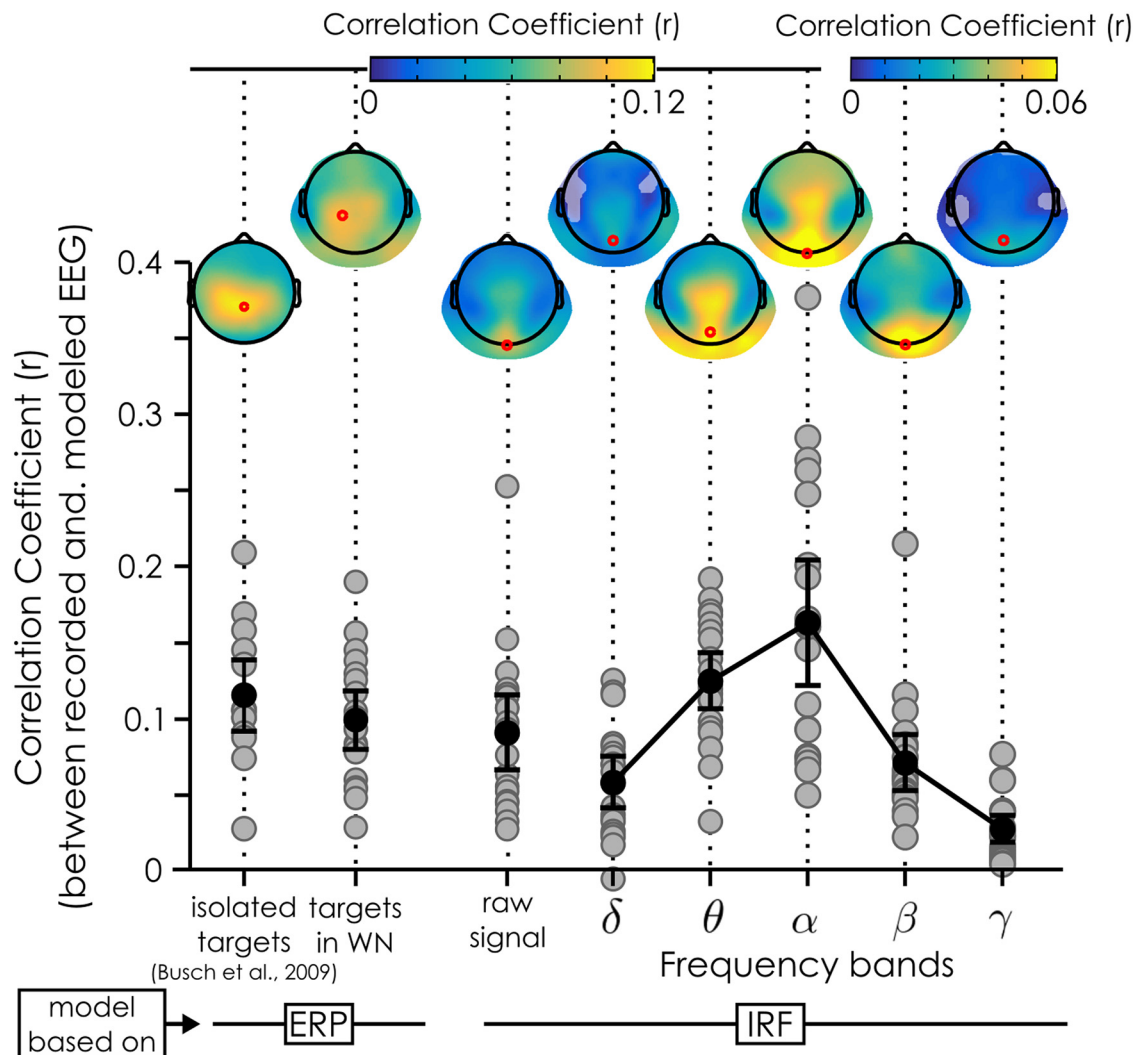 Correlation Coefficient (r)
Correlation Coefficient (r)
0
0.12
0
0.06
Correlation Coefficient (r)
(between recorded and. modeled EEG)
0.4
0.3
0.2
0.1
0
isolated
targets
(Busch et al., 2009)
targets
in WN
raw
signal
δ
θ
α
β
γ
Frequency bands
model
based on
ERP
IRF